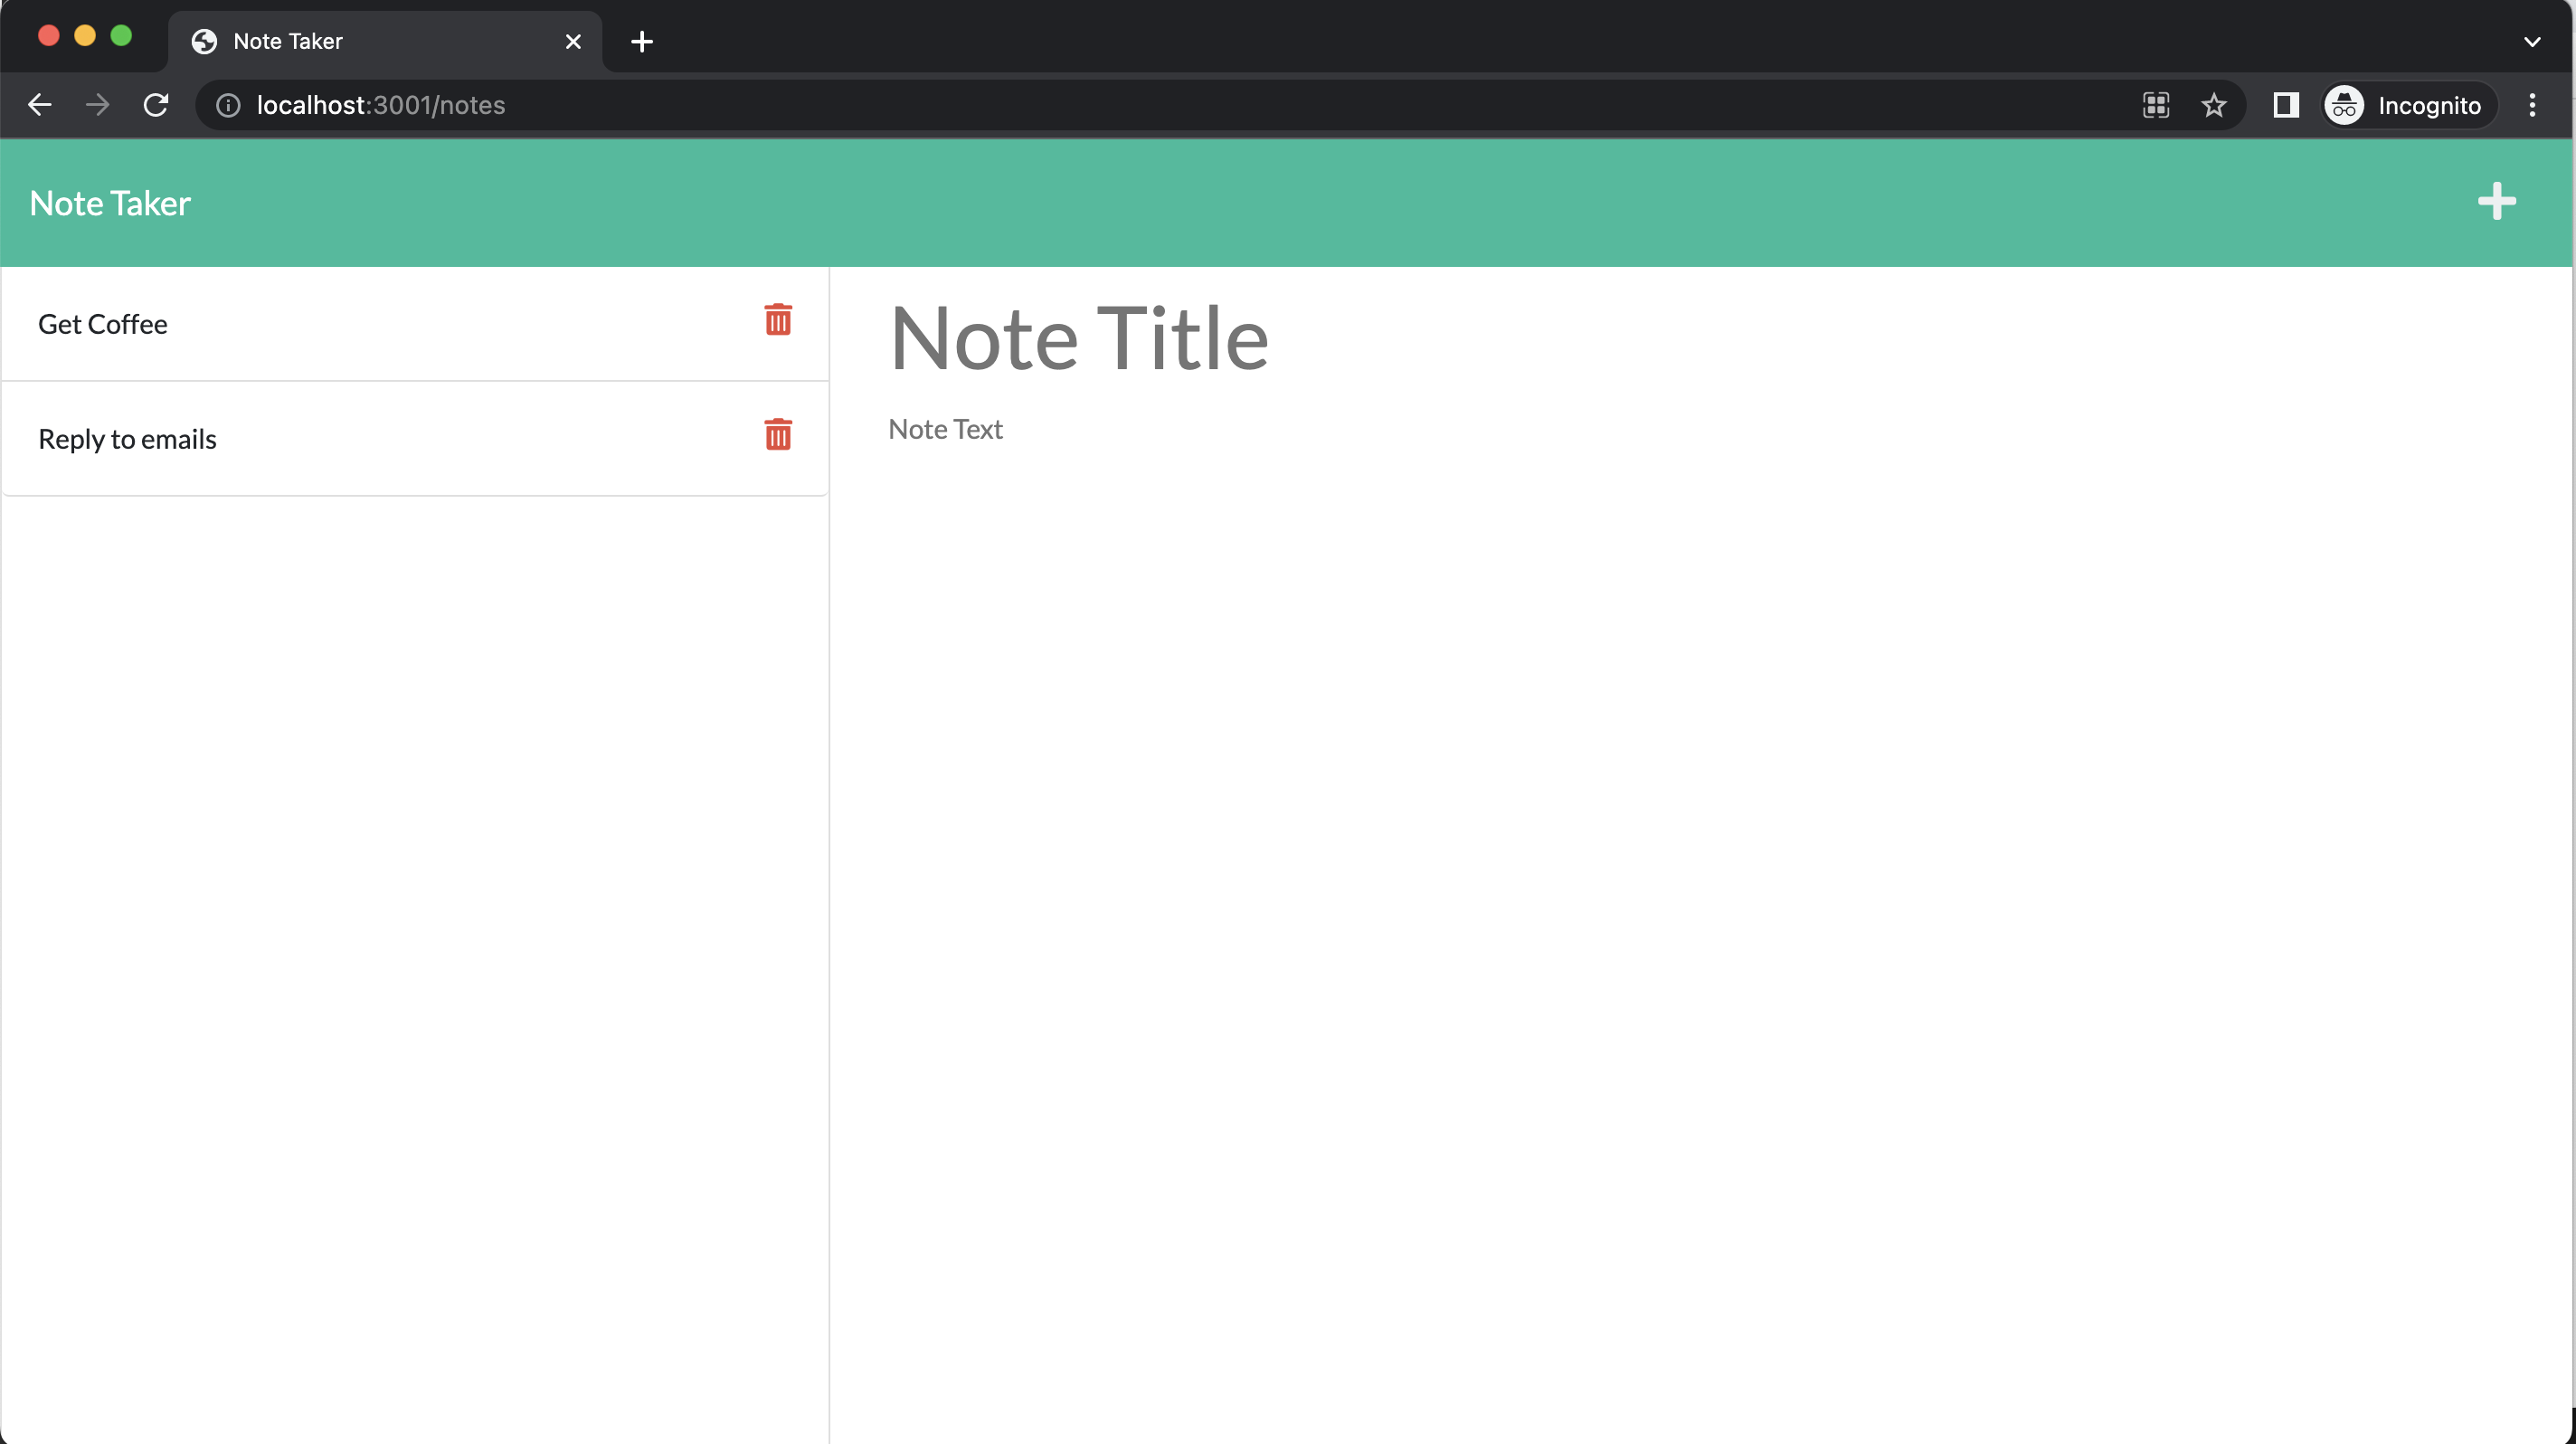 Note Taker
localhost:3001/notes
Incognito
Note Taker
Get Coffee
Reply to emails
Note Title
Note Text